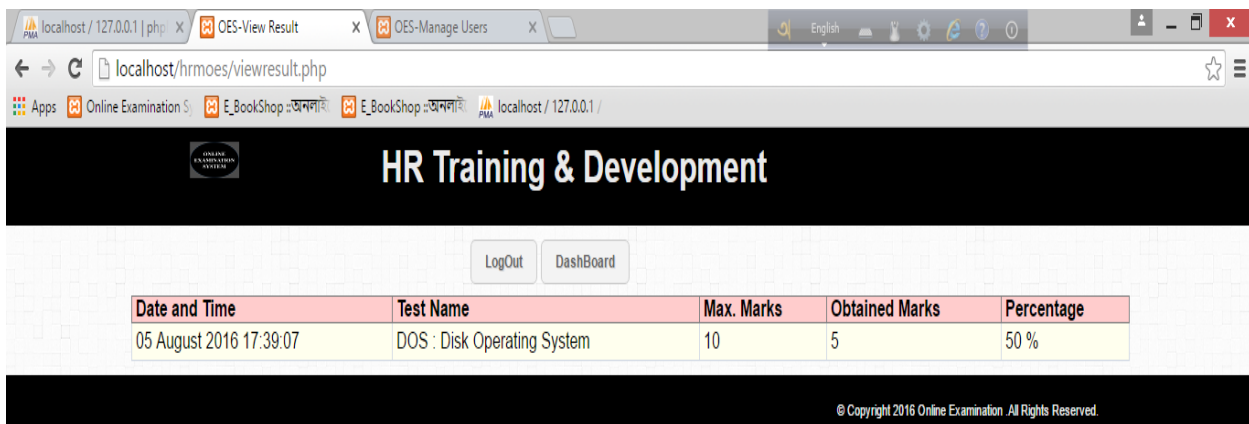 localhost / 127.0.0.1 | php
OES-View Result
OES-Manage Users
অ English
localhost/hrmoes/viewresult.php
Apps
Online Examination S
E_BookShop ::অনলাই
E_BookShop ::অনলাই
localhost / 127.0.0.1 /
ONLINE
EXAMINATION
SYSTEM
HR Training & Development
LogOut
DashBoard
Date and Time Test Name Max. Marks Obtained Marks Percentage
05 August 2016 17:39:07 DOS : Disk Operating System 10 5 50 %
© Copyright 2016 Online Examination .All Rights Reserved.